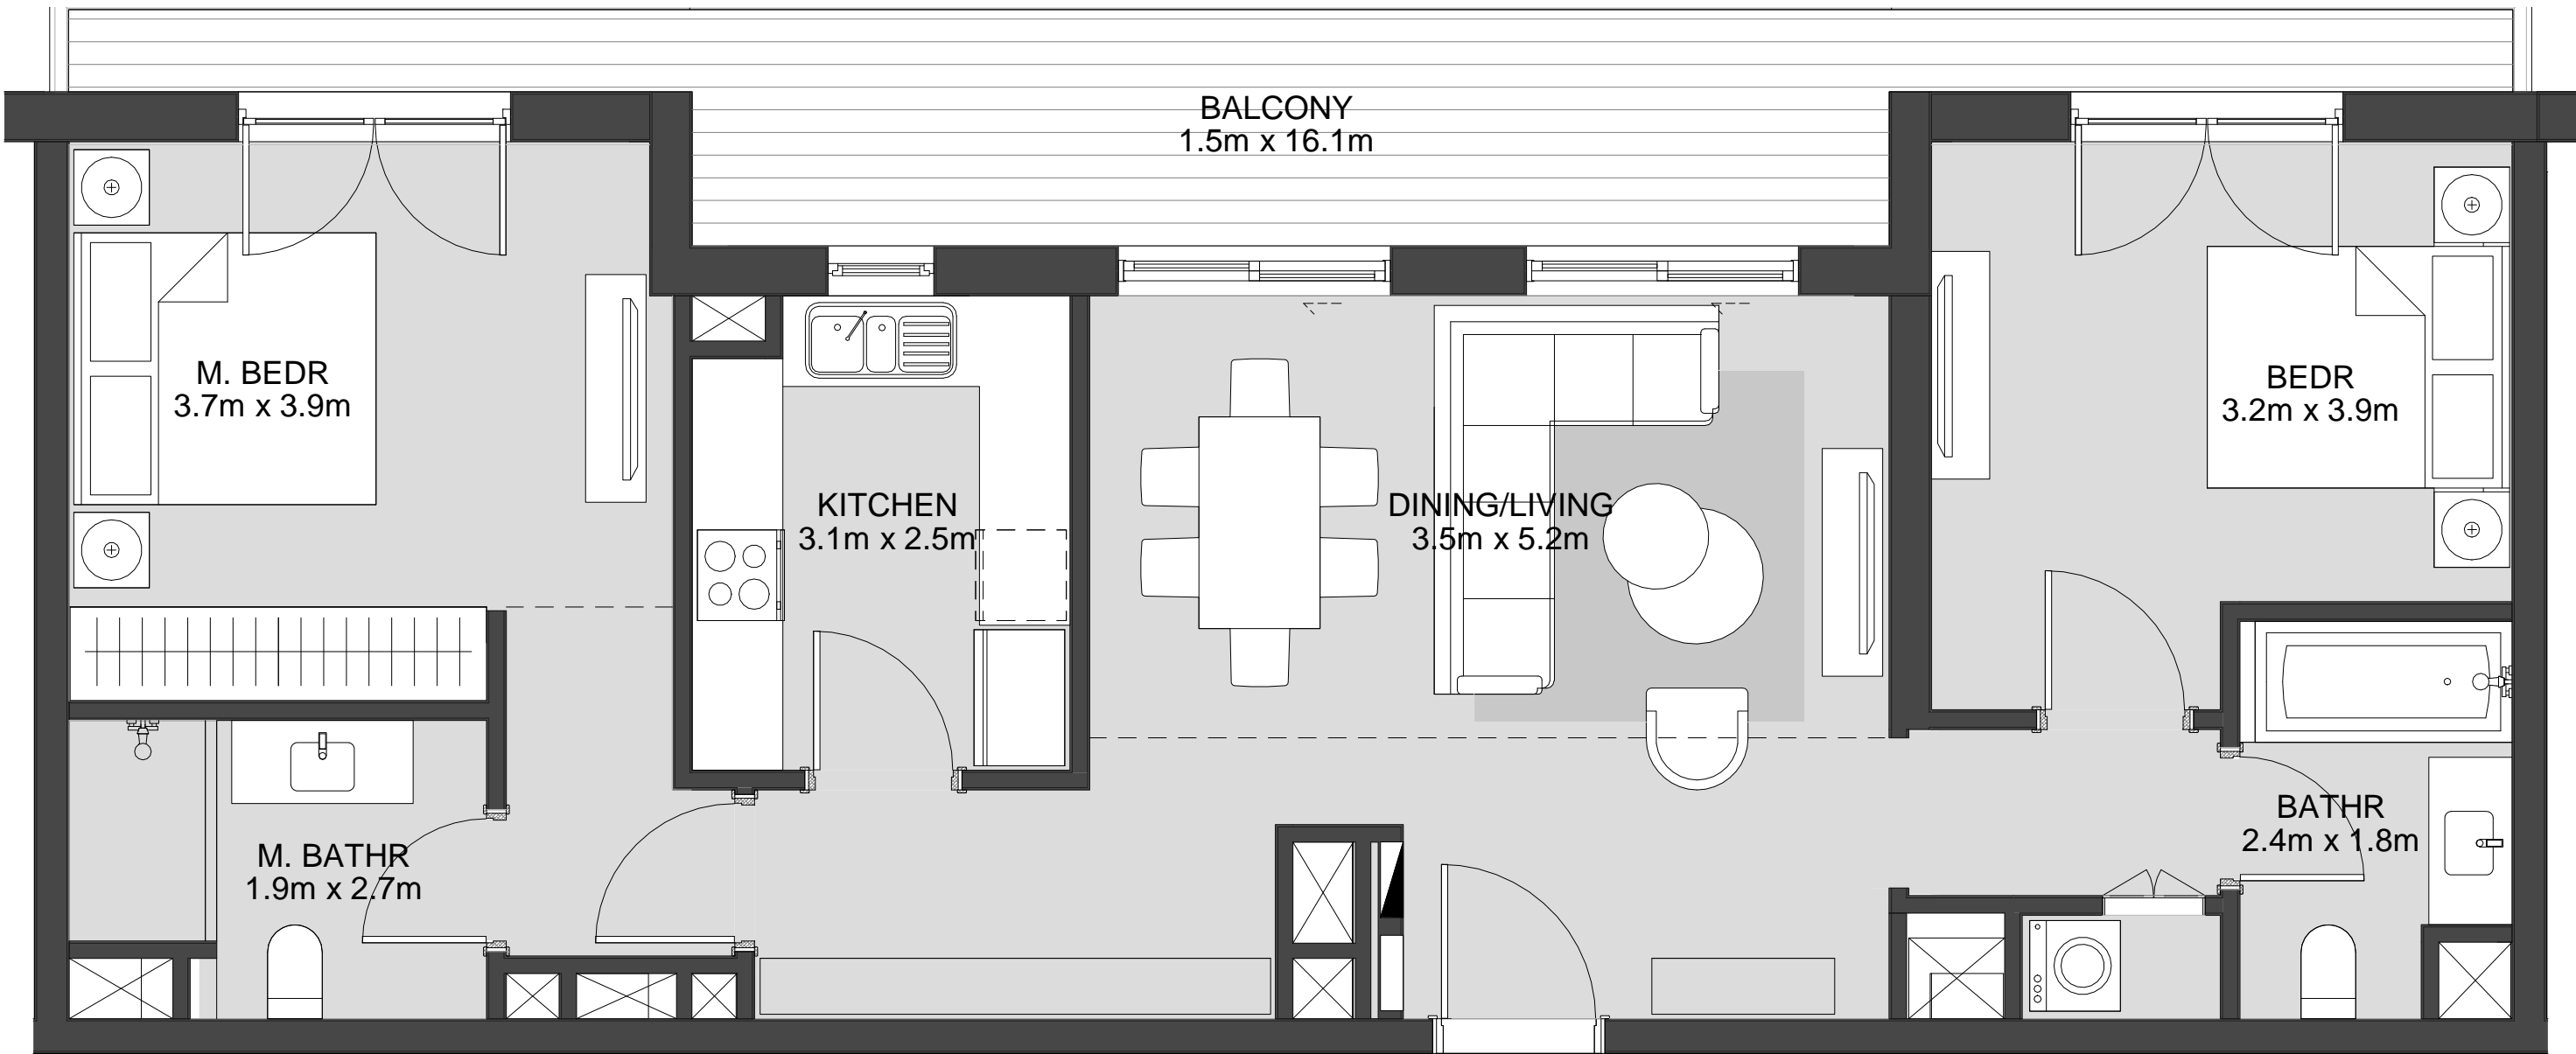 BALCONY
1.5m x 16.1m
M. BEDR
3.7m x 3.9m
BEDR
3.2m x 3.9m
KITCHEN
3.1m x 2.5m
DINING/LIVING
3.5m x 5.2m
M. BATHR
1.9m x 2.7m
BATHR
2.4m x 1.8m